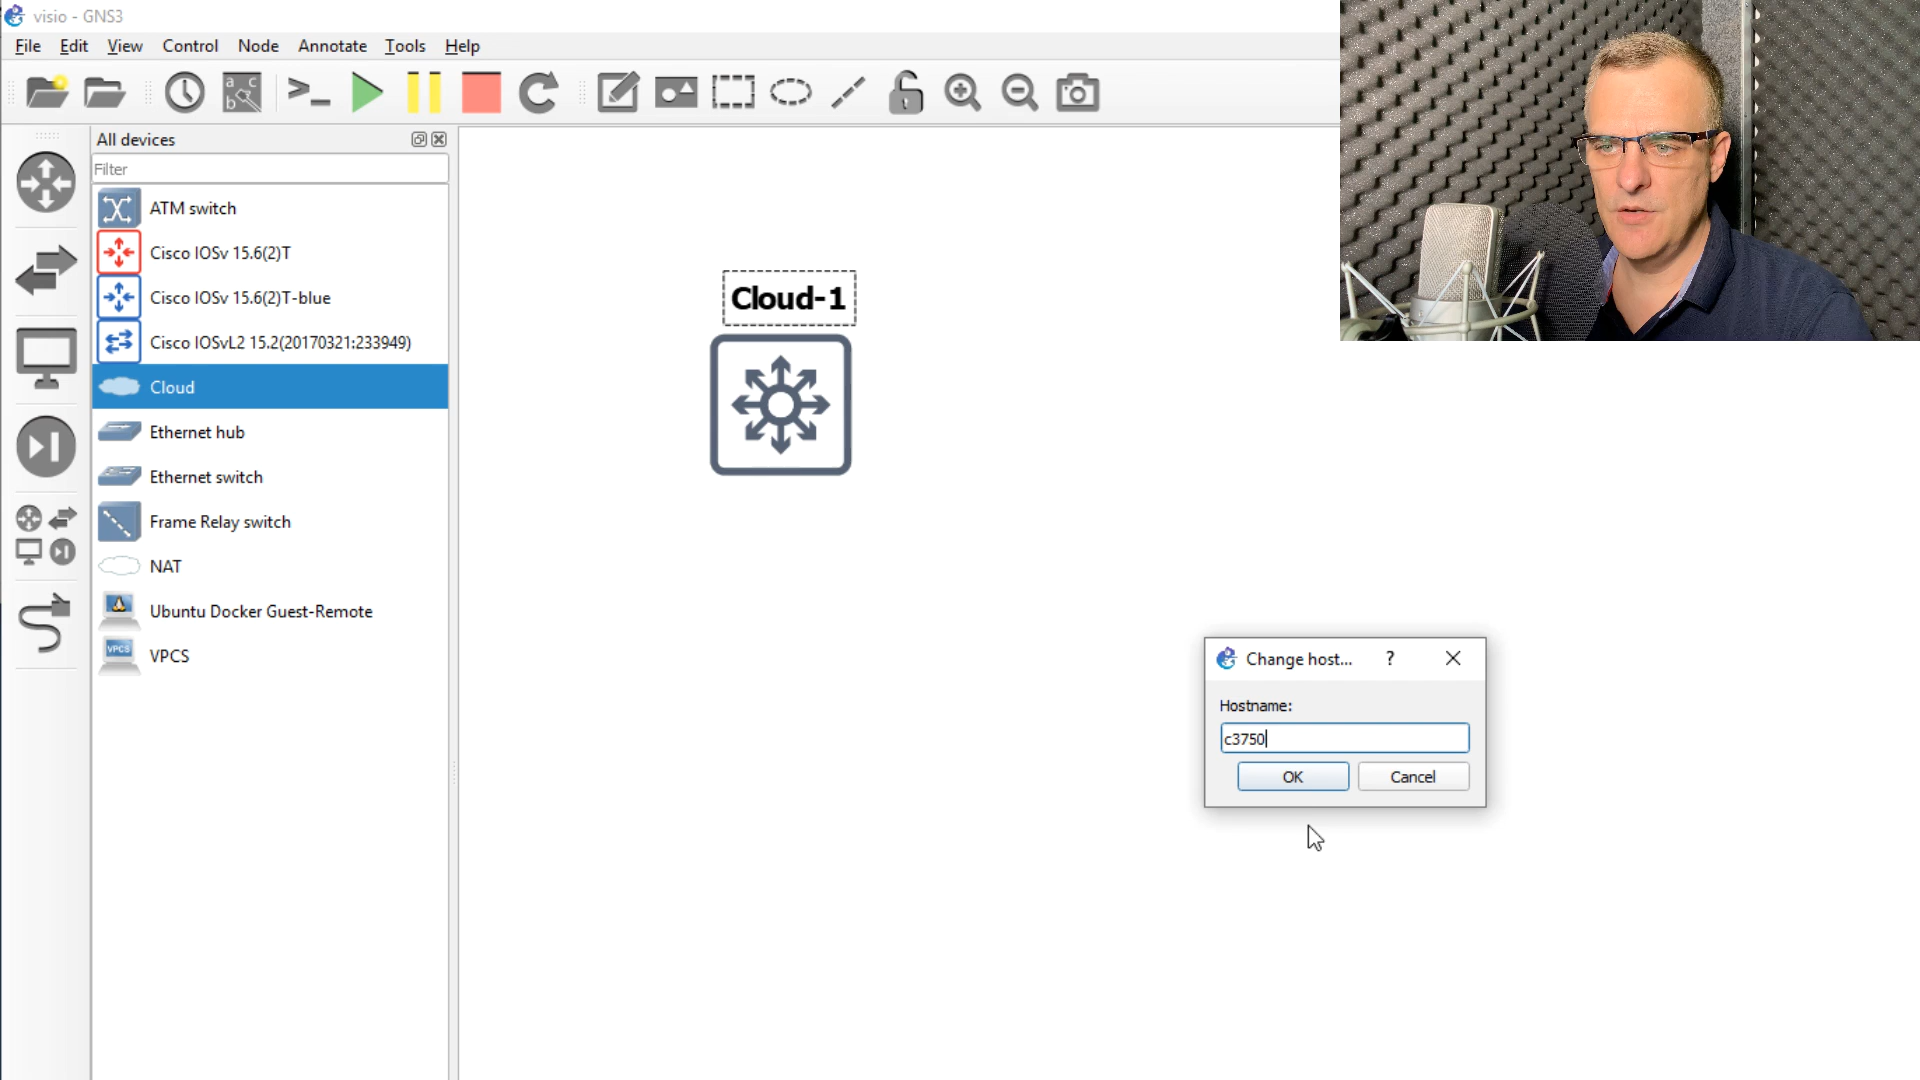 visio - GNS3
File Edit View Control Node Annotate Tools Help
a c
b
All devices
Filter
ATM switch
Cisco IOSv 15.6(2)T
Cisco IOSv 15.6(2)T-blue
Cisco IOSvL2 15.2(20170321:233949)
Cloud
Ethernet hub
Ethernet switch
Frame Relay switch
NAT
Ubuntu Docker Guest-Remote
VPCS
VPCS
Cloud-1
Change host... ?
Hostname:
c3750
OK Cancel